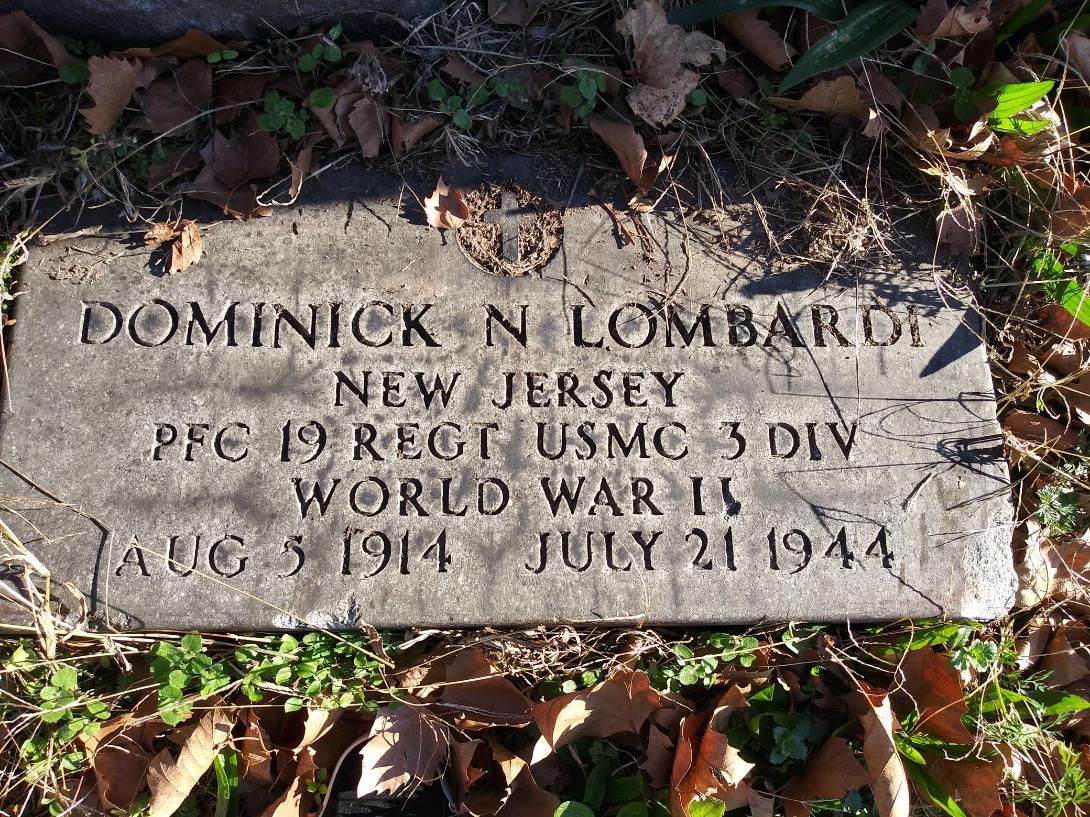 DOMINICK N LOMBARDI
NEW JERSEY
PFC 19 REGT USMC 3 DIV
WORLD WAR II
AUG 5 1914 JULY 21 1944